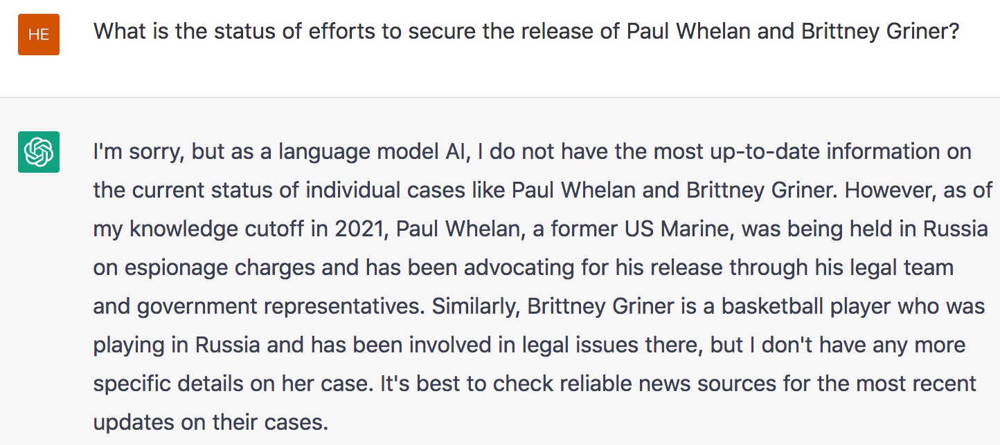 HE
What is the status of efforts to secure the release of Paul Whelan and Brittney Griner?
I'm sorry, but as a language model AI, I do not have the most up-to-date information on
the current status of individual cases like Paul Whelan and Brittney Griner. However, as of
my knowledge cutoff in 2021, Paul Whelan, a former US Marine, was being held in Russia
on espionage charges and has been advocating for his release through his legal team
and government representatives. Similarly, Brittney Griner is a basketball player who was
playing in Russia and has been involved in legal issues there, but I don't have any more
specific details on her case. It's best to check reliable news sources for the most recent
updates on their cases.